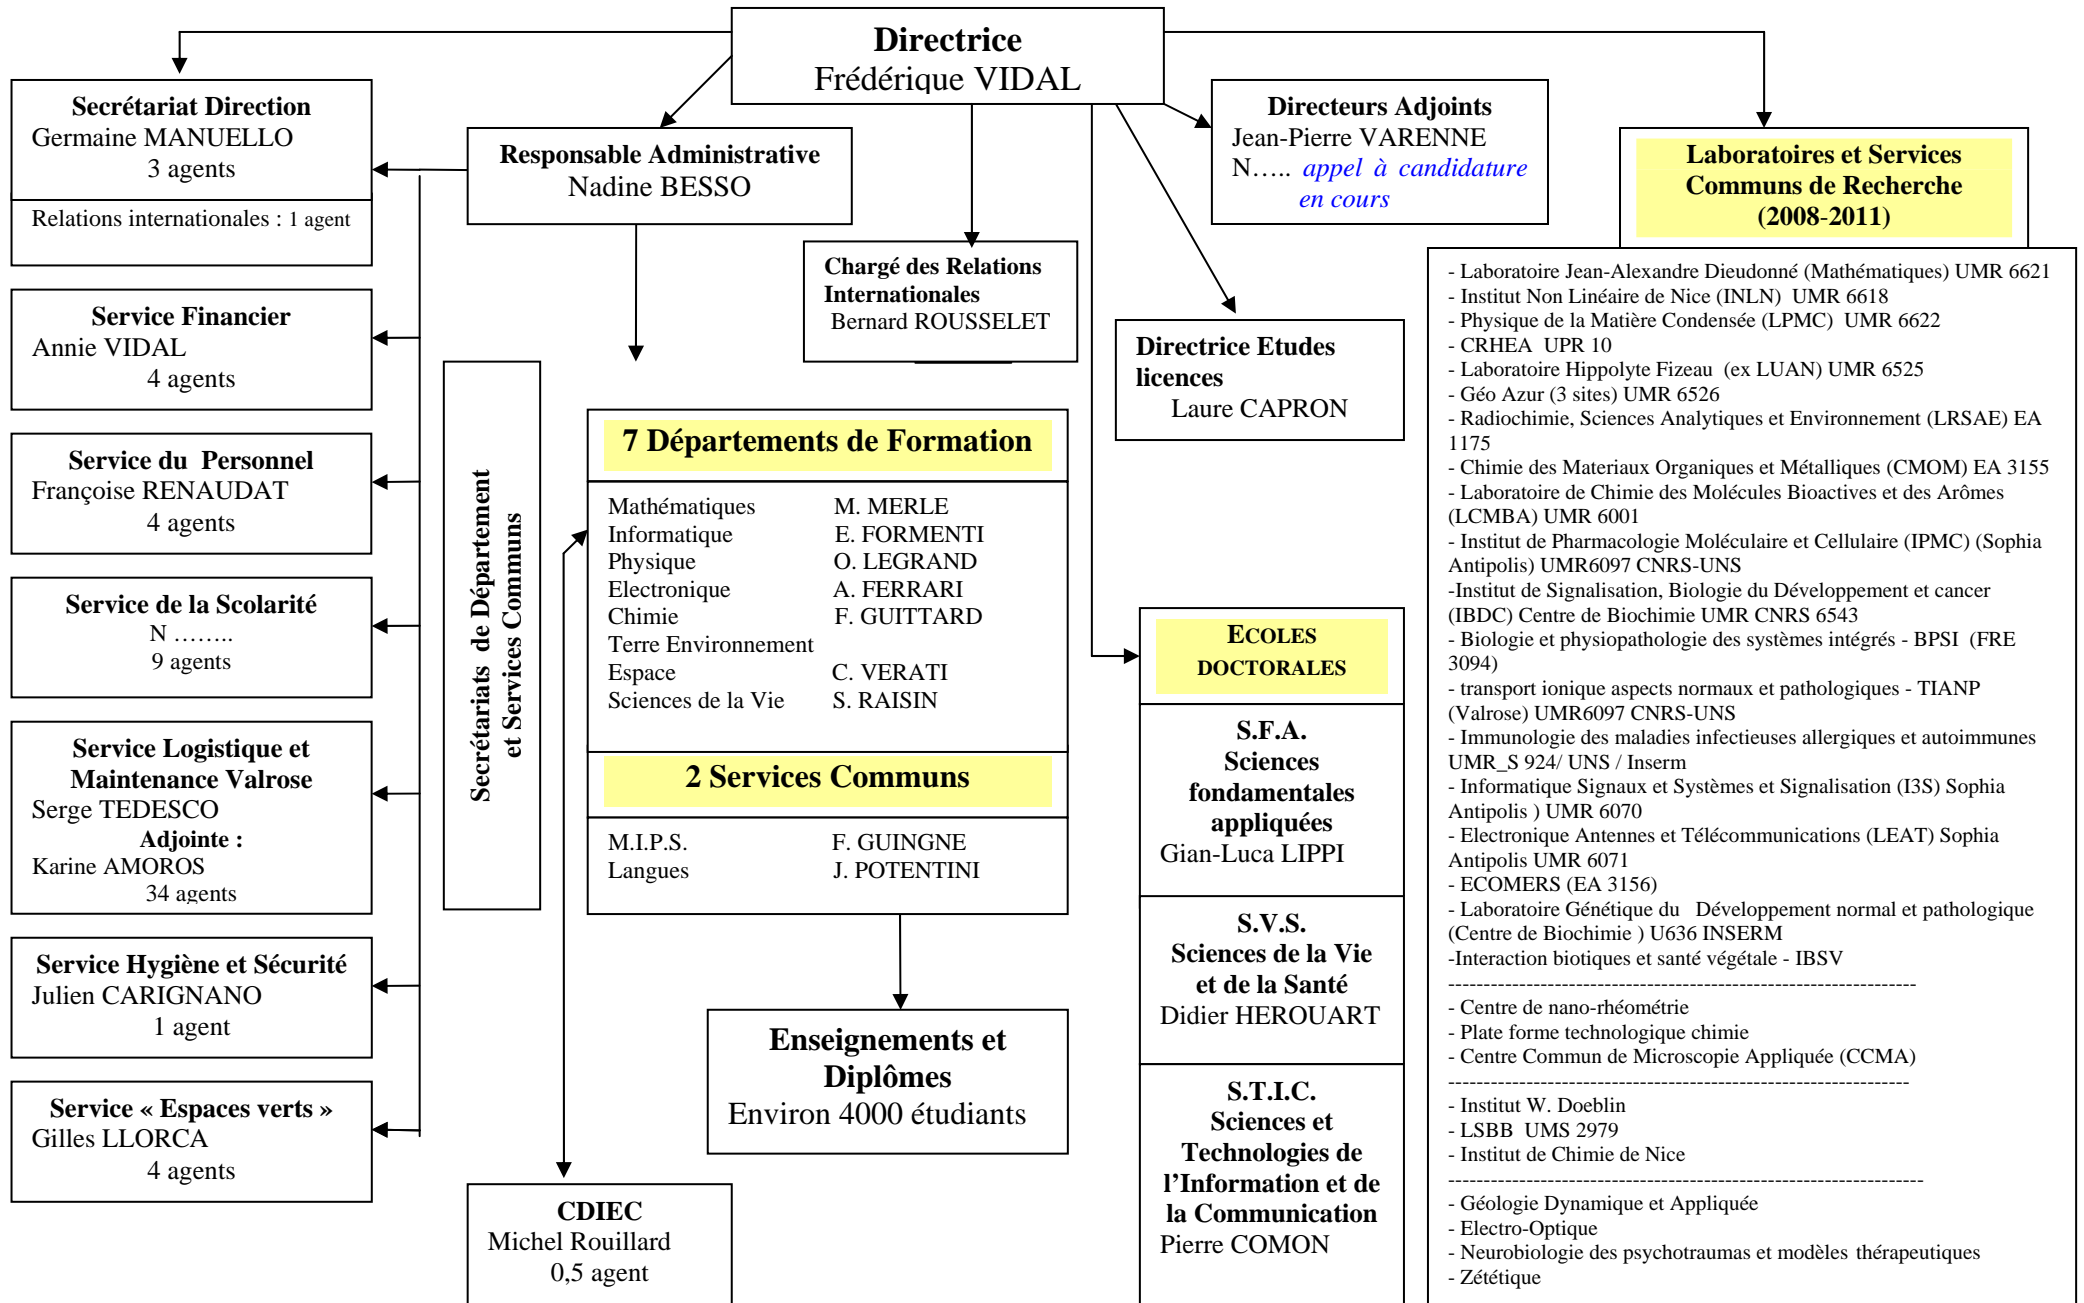 Directrice
Frédérique VIDAL
Secrétariat Direction
Germaine MANUELLO
3 agents
Relations internationales : 1 agent
Responsable Administrative
Nadine BESSO
Directeurs Adjoints
Jean-Pierre VARENNE
N….. appel à candidature
en cours
Laboratoires et Services
Communs de Recherche
(2008-2011)
Chargé des Relations
Internationales
Bernard ROUSSELET
Directrice Etudes
licences
Laure CAPRON
Service Financier
Annie VIDAL
4 agents
Service du Personnel
Françoise RENAUDAT
4 agents
Service de la Scolarité
N ……..
9 agents
Service Logistique et
Maintenance Valrose
Serge TEDESCO
Adjointe :
Karine AMOROS
34 agents
Service Hygiène et Sécurité
Julien CARIGNANO
1 agent
Service « Espaces verts »
Gilles LLORCA
4 agents
Secrétariats de Département
et Services Communs
7 Départements de Formation
Mathématiques M. MERLE
Informatique E. FORMENTI
Physique O. LEGRAND
Electronique A. FERRARI
Chimie F. GUITTARD
Terre Environnement
Espace C. VERATI
Sciences de la Vie S. RAISIN
2 Services Communs
M.I.P.S. F. GUINGNE
Langues J. POTENTINI
Enseignements et
Diplômes
Environ 4000 étudiants
CDIEC
Michel Rouillard
0,5 agent
ECOLES
DOCTORALES
S.F.A.
Sciences
fondamentales
appliquées
Gian-Luca LIPPI
S.V.S.
Sciences de la Vie
et de la Santé
Didier HEROUART
S.T.I.C.
Sciences et
Technologies de
l’Information et de
la Communication
Pierre COMON
- Laboratoire Jean-Alexandre Dieudonné (Mathématiques) UMR 6621
- Institut Non Linéaire de Nice (INLN) UMR 6618
- Physique de la Matière Condensée (LPMC) UMR 6622
- CRHEA UPR 10
- Laboratoire Hippolyte Fizeau (ex LUAN) UMR 6525
- Géo Azur (3 sites) UMR 6526
- Radiochimie, Sciences Analytiques et Environnement (LRSAE) EA
1175
- Chimie des Materiaux Organiques et Métalliques (CMOM) EA 3155
- Laboratoire de Chimie des Molécules Bioactives et des Arômes
(LCMBA) UMR 6001
- Institut de Pharmacologie Moléculaire et Cellulaire (IPMC) (Sophia
Antipolis) UMR6097 CNRS-UNS
-Institut de Signalisation, Biologie du Développement et cancer
(IBDC) Centre de Biochimie UMR CNRS 6543
- Biologie et physiopathologie des systèmes intégrés - BPSI (FRE
3094)
- transport ionique aspects normaux et pathologiques - TIANP
(Valrose) UMR6097 CNRS-UNS
- Immunologie des maladies infectieuses allergiques et autoimmunes
UMR_S 924/ UNS / Inserm
- Informatique Signaux et Systèmes et Signalisation (I3S) Sophia
Antipolis ) UMR 6070
- Electronique Antennes et Télécommunications (LEAT) Sophia
Antipolis UMR 6071
- ECOMERS (EA 3156)
- Laboratoire Génétique du Développement normal et pathologique
(Centre de Biochimie ) U636 INSERM
-Interaction biotiques et santé végétale - IBSV
------------------------------------------------------------------
- Centre de nano-rhéométrie
- Plate forme technologique chimie
- Centre Commun de Microscopie Appliquée (CCMA)
-----------------------------------------------------------------
- Institut W. Doeblin
- LSBB UMS 2979
- Institut de Chimie de Nice
-------------------------------------------------------------------
- Géologie Dynamique et Appliquée
- Electro-Optique
- Neurobiologie des psychotraumas et modèles thérapeutiques
- Zététique